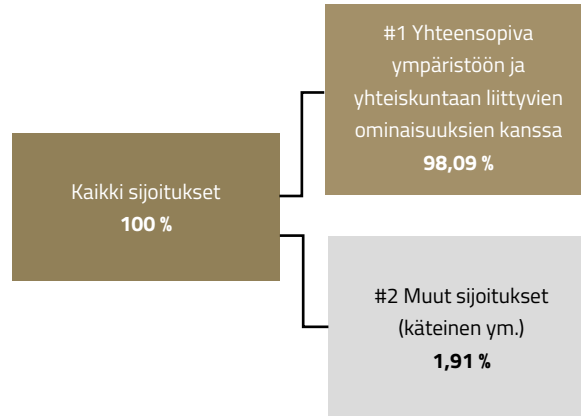 #1 Yhteensopiva
ympäristöön ja
yhteiskuntaan liittyvien
ominaisuuksien kanssa
98,09 %
Kaikki sijoitukset
100 %
#2 Muut sijoitukset
(käteinen ym.)
1,91 %